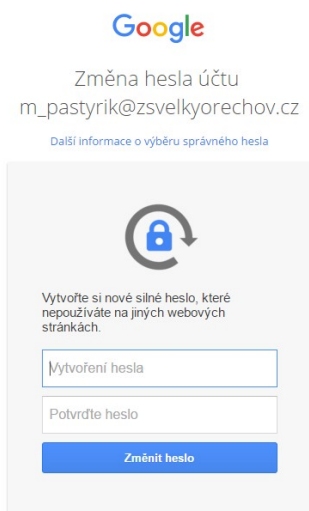 Google
Změna hesla účtu
m_pastyrik@zsvelkyorechov.cz
Další informace o výběru správného hesla
Vytvořte si nové silné heslo, které
nepoužíváte na jiných webových
stránkách.
Vytvoření hesla
Potvrďte heslo
Změnit heslo